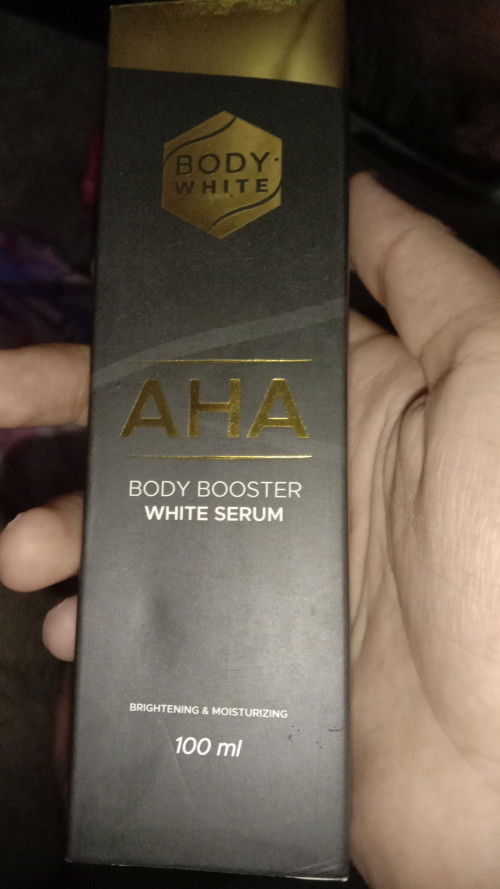 BODY
WHITE
AHA
BODY BOOSTER
WHITE SERUM
BRIGHTENING & MOISTURIZING
100 ml